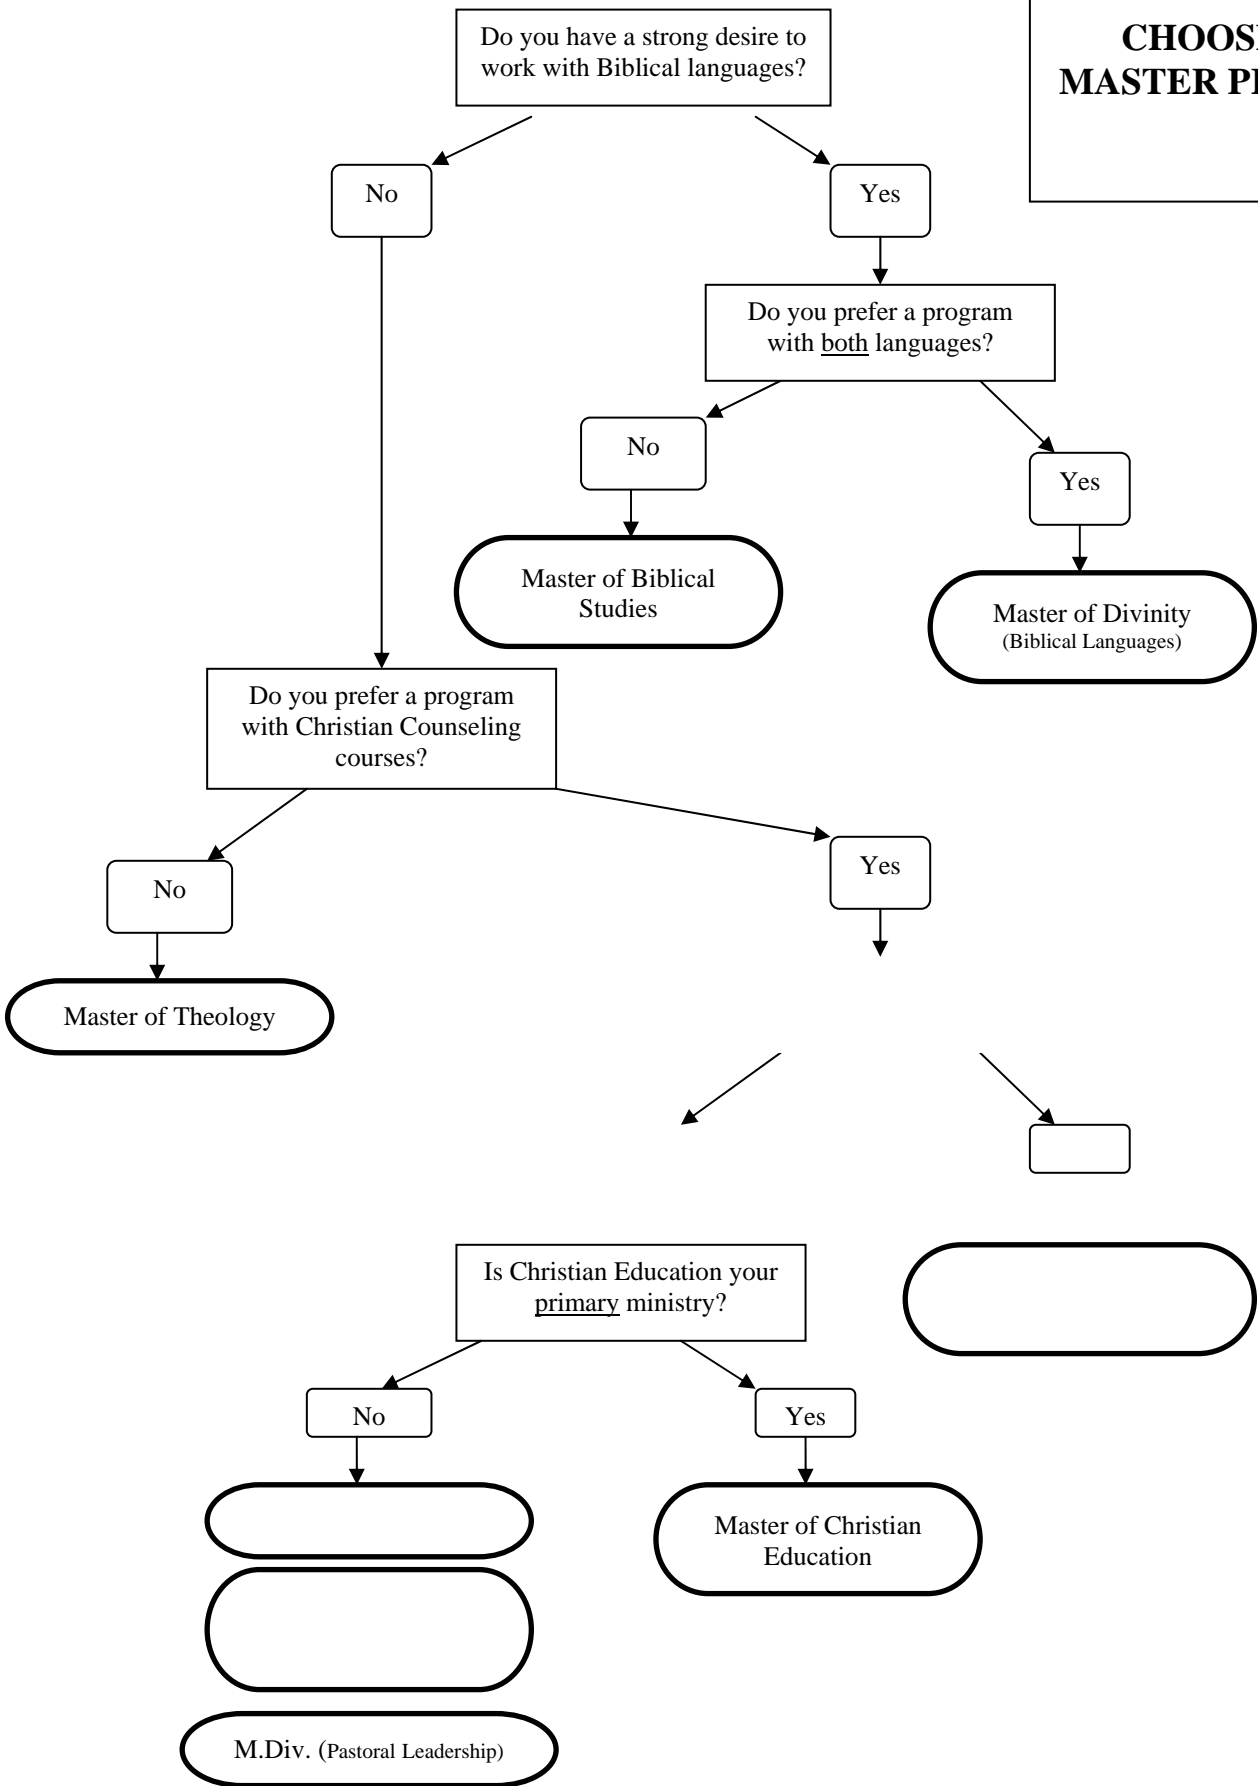 Do you have a strong desire to
work with Biblical languages?
CHOOS
MASTER P
No
Yes
Do you prefer a program
with both languages?
No
Yes
Master of Biblical
Studies
Master of Divinity
(Biblical Languages)
Do you prefer a program
with Christian Counseling
courses?
No
Yes
Master of Theology
Is Christian Education your
primary ministry?
No
Yes
Master of Christian
Education
M.Div. (Pastoral Leadership)